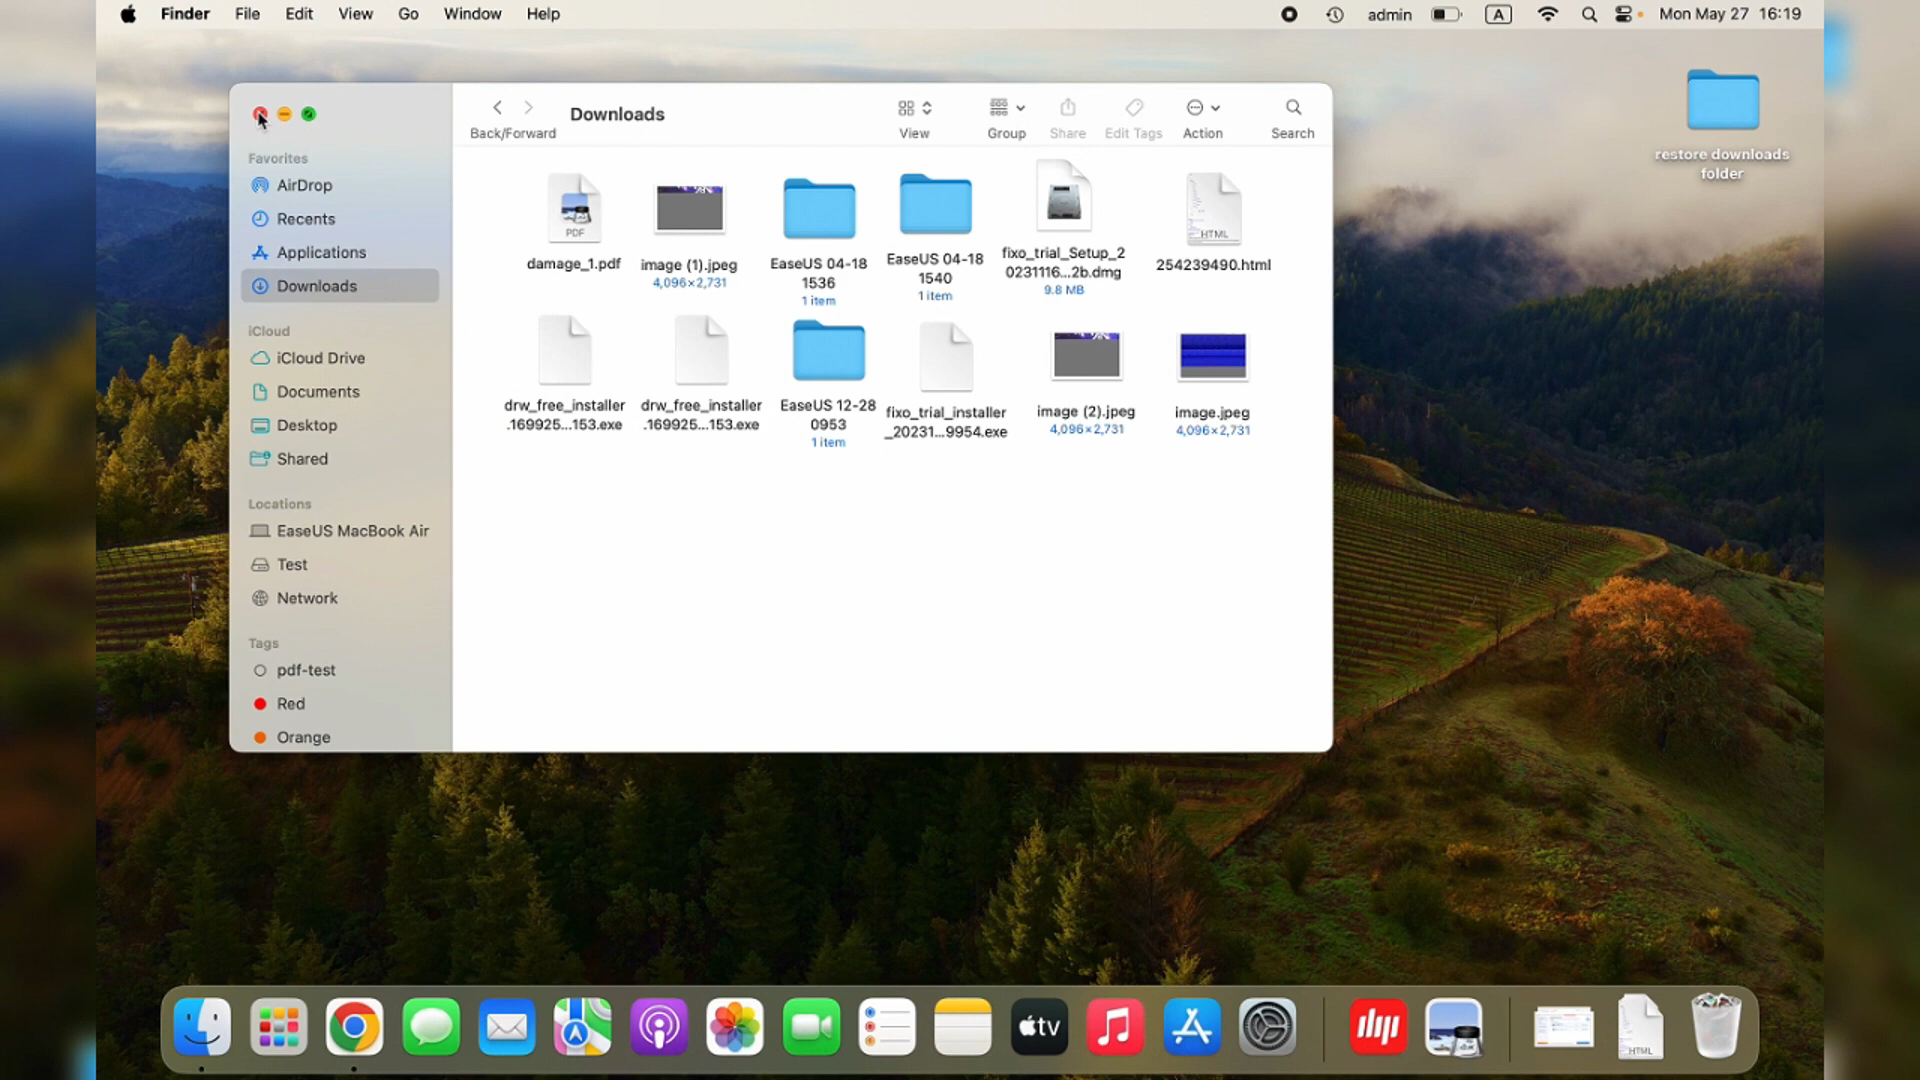 Finder File Edit View Go Window Help admin A Mon May 27 16:19
Downloads
Back/Forward View Group Share Edit Tags Action Search
Favorites
AirDrop
Recents
Applications
Downloads
iCloud
iCloud Drive
Documents
Desktop
Shared
Locations
EaseUS MacBook Air
Test
Network
Tags
pdf-test
Red
Orange
PDF
damage_1.pdf
image (1).jpeg
4,096×2,731
EaseUS 04-18
1536
1 item
EaseUS 04-18
1540
1 item
fixo_trial_Setup_2
0231116...2b.dmg
9.8 MB
HTML
254239490.html
drw_free_installer
.169925...153.exe
drw_free_installer
.169925...153.exe
EaseUS 12-28
0953
1 item
fixo_trial_installer
_20231...9954.exe
image (2).jpeg
4,096×2,731
image.jpeg
4,096×2,731
restore downloads
folder
tv
HTML